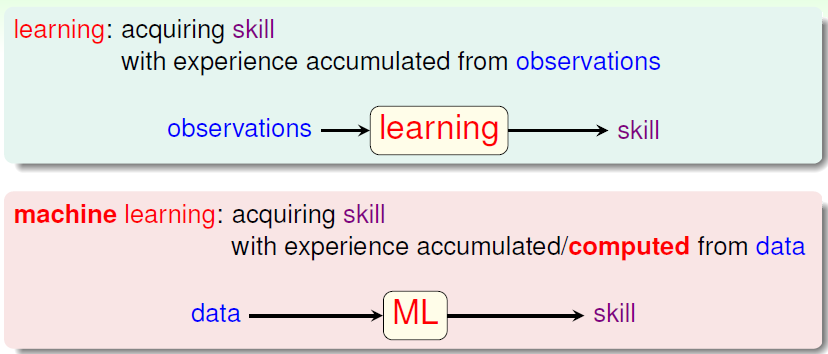 learning: acquiring skill
with experience accumulated from observations
observations learning skill
machine learning: acquiring skill
with experience accumulated/computed from data
data ML skill